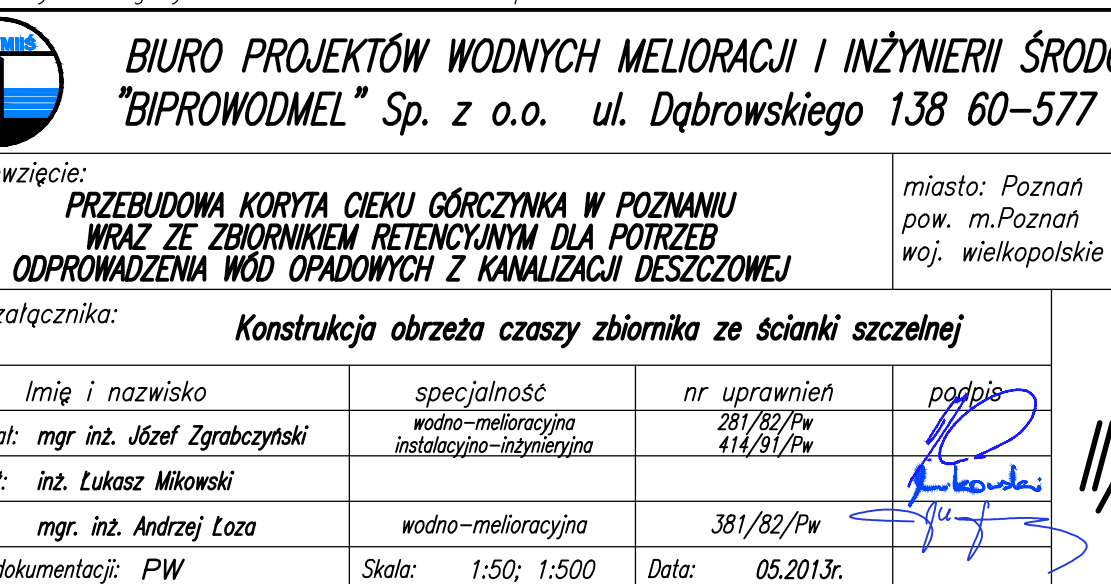 BIURO PROJEKTÓW WODNYCH MELIORACJI I INŻYNIERII
"BIPROWODMEL" Sp. z o.o. ul. Dąbrowskiego 138 60-577
PRZEBUDOWA KORYTA CIEKU GÓRCZYNKA W POZNANIU
WRAZ ZE ZBIORNIKIEM RETENCYJNYM DLA POTRZEB
ODPROWADZENIA WÓD OPADOWYCH Z KANALIZACJI DESZCZOWEJ
miasto: Poznań
pow. m.Poznań
woj. wielkopolskie
załącznika:
Konstrukcja obrzeża czaszy zbiornika ze ścianki szczelnej
Imię i nazwisko specjalność nr uprawnień podpis
mgr inż. Józef Zgrabczyński wodno-melioracyjna 281/82/Pw
instalacyjno-inżynieryjna 414/91/Pw
inż. Łukasz Mikowski
Mikowski
mgr. inż. Andrzej Łoza wodno-melioracyjna 381/82/Pw
dokumentacji: PW Skala: 1:50; 1:500 Data: 05.2013r.